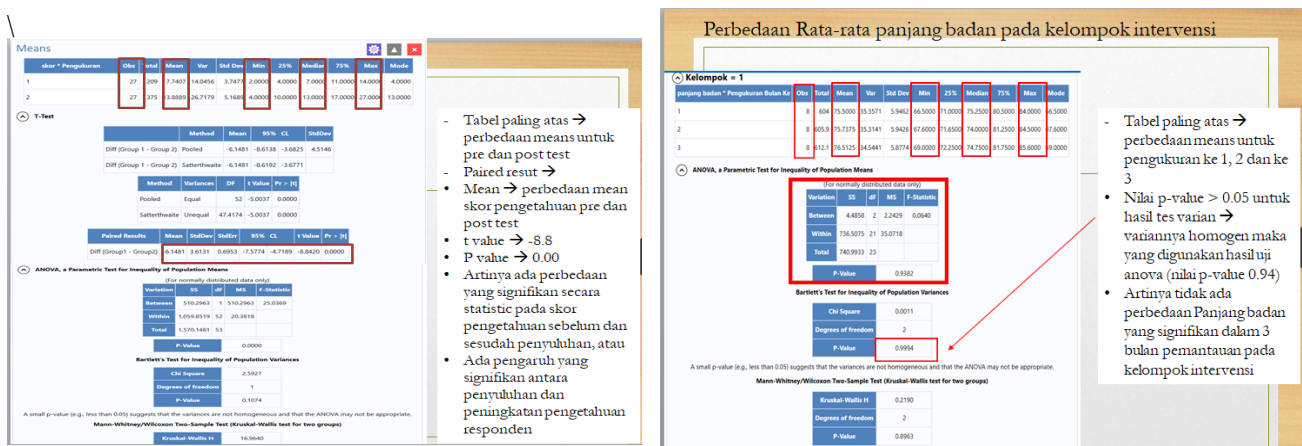 \
Means
skor * Pengukuran Obs Total Mean Var Std Dev Min 25% Median 75% Max Mode
1 27 209 7.7407 14.0456 3.7477 2.0000 4.0000 7.0000 11.0000 14.0000 4.0000
2 27 375 13.8889 26.7179 5.1689 4.0000 10.0000 13.0000 17.0000 27.0000 13.0000
T-Test
Method Mean 95% CL StdDev
Diff (Group 1 - Group 2) Pooled -6.1481 -8.6138 -3.6825 4.5146
Diff (Group 1 - Group 2) Satterthwaite -6.1481 -8.6192 -3.6771
Method Variances DF t Value Pr > |t|
Pooled Equal 52 -5.0037 0.0000
Satterthwaite Unequal 47.4174 -5.0037 0.0000
Paired Results Mean StdDev StdErr 95% CL t Value Pr > |t|
Diff (Group1 - Group2) -6.1481 3.6131 0.6953 -7.5774 -4.7189 -8.8420 0.0000
ANOVA, a Parametric Test for Inequality of Population Means
(For normally distributed data only)
Variation SS df MS F-Statistic
Between 510.2963 1 510.2963 25.0369
Within 1,059.8519 52 20.3818
Total 1,570.1481 53
P-Value 0.0000
Bartlett's Test for Inequality of Population Variances
Chi Square 2.5927
Degrees of freedom 1
P-Value 0.1074
A small p-value (e.g., less than 0.05) suggests that the variances are not homogeneous and that the ANOVA may not be appropriate.
Mann-Whitney/Wilcoxon Two-Sample Test (Kruskal-Wallis test for two groups)
Kruskal-Wallis H 16.9640
- Tabel paling atas →
perbedaan means untuk
pre dan post test
- Paired resut →
• Mean → perbedaan mean
skor pengetahuan pre dan
post test
• t value → -8.8
• P value → 0.00
• Artinya ada perbedaan
yang signifikan secara
statistic pada skor
pengetahuan sebelum dan
sesudah penyuluhan, atau
• Ada pengaruh yang
signifikan antara
penyuluhan dan
peningkatan pengetahuan
responden
Perbedaan Rata-rata panjang badan pada kelompok intervensi
Kelompok = 1
panjang badan * Pengukuran Bulan Ke Obs Total Mean Var Std Dev Min 25% Median 75% Max Mode
1 8 604 75.5000 35.3571 5.9462 66.5000 71.0000 75.2500 80.5000 84.0000 66.5000
2 8 605.9 75.7375 35.3141 5.9426 67.6000 71.6500 74.0000 81.2500 84.5000 67.6000
3 8 612.1 76.5125 34.5441 5.8774 69.0000 72.2500 74.7500 81.7500 85.6000 69.0000
ANOVA, a Parametric Test for Inequality of Population Means
(For normally distributed data only)
Variation SS df MS F-Statistic
Between 4.4858 2 2.2429 0.0640
Within 736.5075 21 35.0718
Total 740.9933 23
P-Value 0.9382
Bartlett's Test for Inequality of Population Variances
Chi Square 0.0011
Degrees of freedom 2
P-Value 0.9994
A small p-value (e.g., less than 0.05) suggests that the variances are not homogeneous and that the ANOVA may not be appropriate.
Mann-Whitney/Wilcoxon Two-Sample Test (Kruskal-Wallis test for two groups)
Kruskal-Wallis H 0.2190
Degrees of freedom 2
P-Value 0.8963
- Tabel paling atas →
perbedaan means untuk
pengukuran ke 1, 2 dan ke
3
• Nilai p-value > 0.05 untuk
hasil tes varian →
variannya homogen maka
yang digunakan hasil uji
anova (nilai p-value 0.94)
• Artinya tidak ada
perbedaan Panjang badan
yang signifikan dalam 3
bulan pemantauan pada
kelompok intervensi